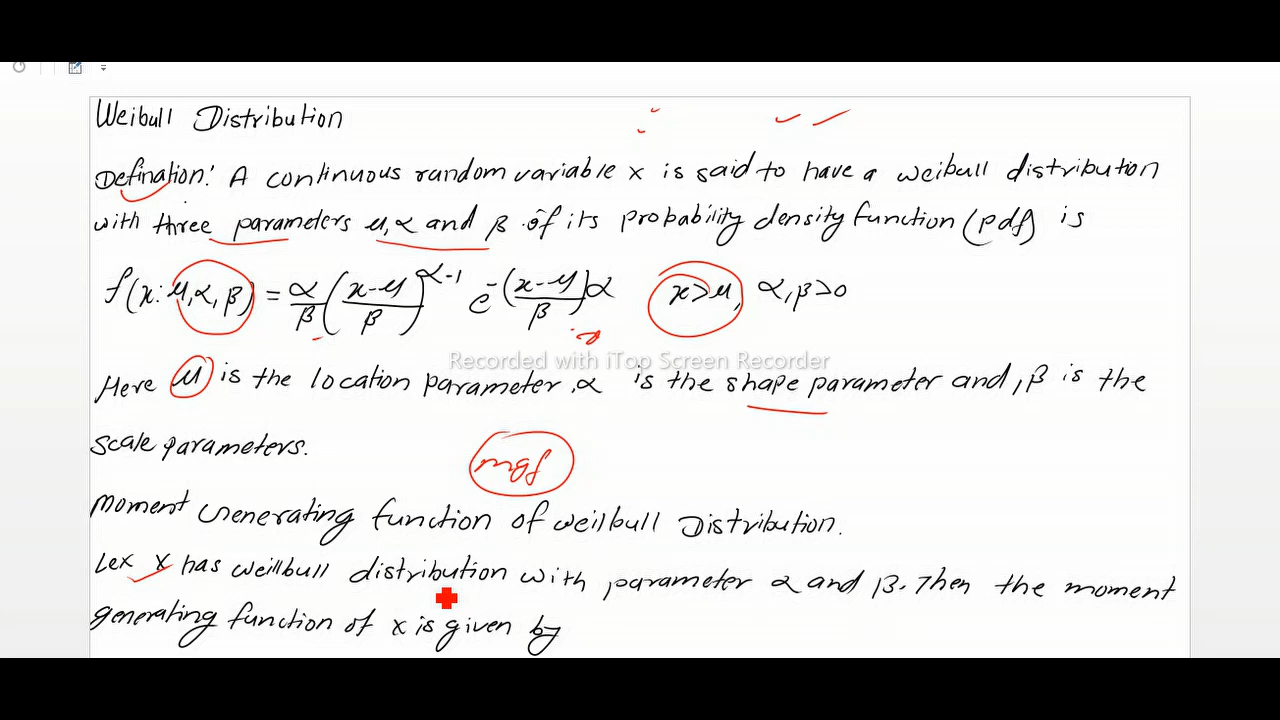 Weibull Distribution
Defination: A continuous random variable x is said to have a weibull distribution
with three parameters μ, α and β of its probability density function (pdf) is
f(x: μ, α, β) = α/β ((x-μ)/β)^(α-1) e^-((x-μ)/β)α x>μ, α, β>0
Recorded with iTop Screen Recorder
Here μ is the location parameter, α is the shape parameter and, β is the
scale parameters.
mgf
Moment Generating function of weilbull Distribution.
Lex X has weillbull distribution with parameter α and β. Then the moment
generating function of x is given by